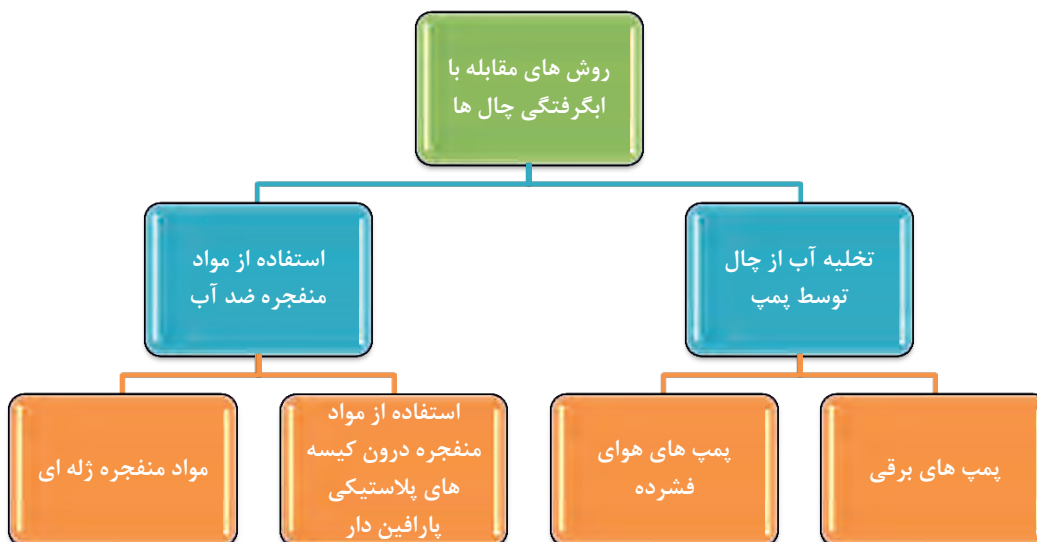 روش های مقابله با
ابگرفتگی چال ها
تخلیه آب از چال
توسط پمپ
استفاده از مواد
منفجره ضد آب
پمپ های برقی
پمپ های هوای
فشرده
استفاده از مواد
منفجره درون کیسه
های پلاستیکی
پارافین دار
مواد منفجره ژله ای